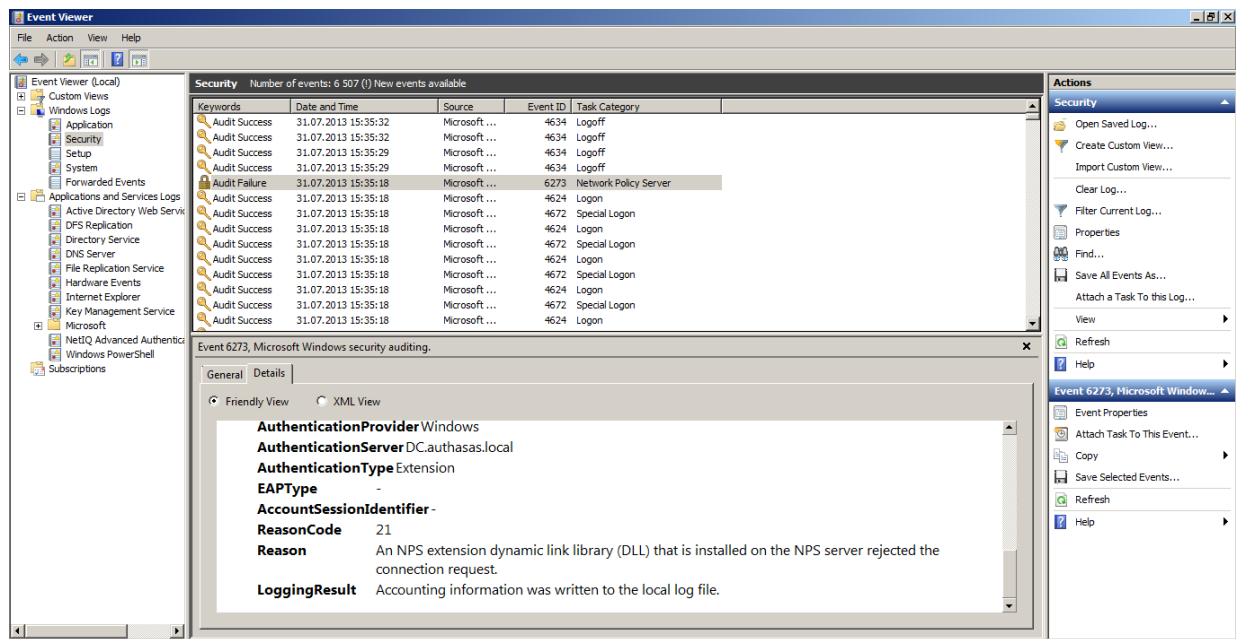 Event Viewer
File Action View Help
Event Viewer (Local)
Custom Views
Windows Logs
Application
Security
Setup
System
Forwarded Events
Applications and Services Logs
Active Directory Web Servic
DFS Replication
Directory Service
DNS Server
File Replication Service
Hardware Events
Internet Explorer
Key Management Service
Microsoft
NetIQ Advanced Authentica
Windows PowerShell
Subscriptions
Security Number of events: 6 507 (!) New events available
Keywords Date and Time Source Event ID Task Category
Audit Success 31.07.2013 15:35:32 Microsoft ... 4634 Logoff
Audit Success 31.07.2013 15:35:32 Microsoft ... 4634 Logoff
Audit Success 31.07.2013 15:35:29 Microsoft ... 4634 Logoff
Audit Success 31.07.2013 15:35:29 Microsoft ... 4634 Logoff
Audit Failure 31.07.2013 15:35:18 Microsoft ... 6273 Network Policy Server
Audit Success 31.07.2013 15:35:18 Microsoft ... 4624 Logon
Audit Success 31.07.2013 15:35:18 Microsoft ... 4672 Special Logon
Audit Success 31.07.2013 15:35:18 Microsoft ... 4624 Logon
Audit Success 31.07.2013 15:35:18 Microsoft ... 4672 Special Logon
Audit Success 31.07.2013 15:35:18 Microsoft ... 4624 Logon
Audit Success 31.07.2013 15:35:18 Microsoft ... 4672 Special Logon
Audit Success 31.07.2013 15:35:18 Microsoft ... 4624 Logon
Audit Success 31.07.2013 15:35:18 Microsoft ... 4672 Special Logon
Audit Success 31.07.2013 15:35:18 Microsoft ... 4624 Logon
Event 6273, Microsoft Windows security auditing.
General Details
Friendly View XML View
AuthenticationProvider Windows
AuthenticationServer DC.authasas.local
AuthenticationType Extension
EAPType -
AccountSessionIdentifier -
ReasonCode 21
Reason An NPS extension dynamic link library (DLL) that is installed on the NPS server rejected the
connection request.
LoggingResult Accounting information was written to the local log file.
Actions
Security
Open Saved Log...
Create Custom View...
Import Custom View...
Clear Log...
Filter Current Log...
Properties
Find...
Save All Events As...
Attach a Task To this Log...
View
Refresh
Help
Event 6273, Microsoft Window...
Event Properties
Attach Task To This Event...
Copy
Save Selected Events...
Refresh
Help